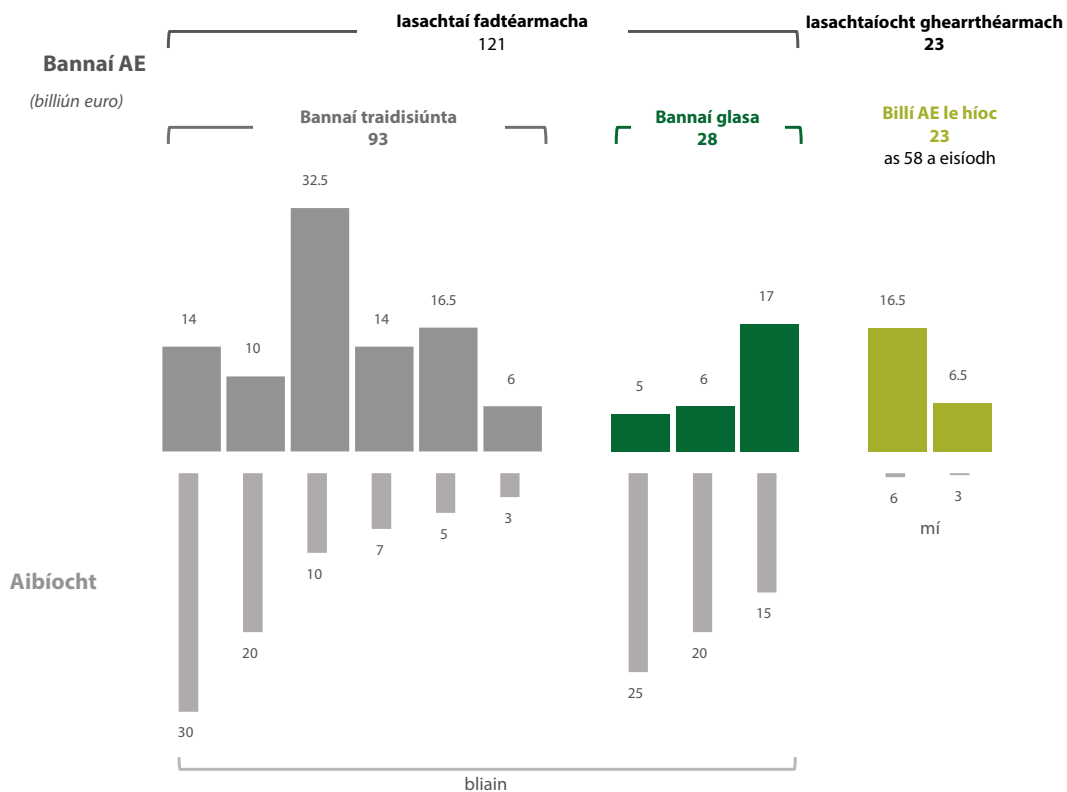 Iasachtaí fadtéarmacha
121
Iasachtaíocht ghearrthéarmach
23
Bannaí AE
(billiún euro)
Bannaí traidisiúnta
93
Bannaí glasa
28
Billí AE le híoc
23
as 58 a eisíodh
14
10
32.5
14
16.5
6
5
6
17
16.5
6.5
Aibíocht
30
20
10
7
5
3
25
20
15
6
3
mí
bliain